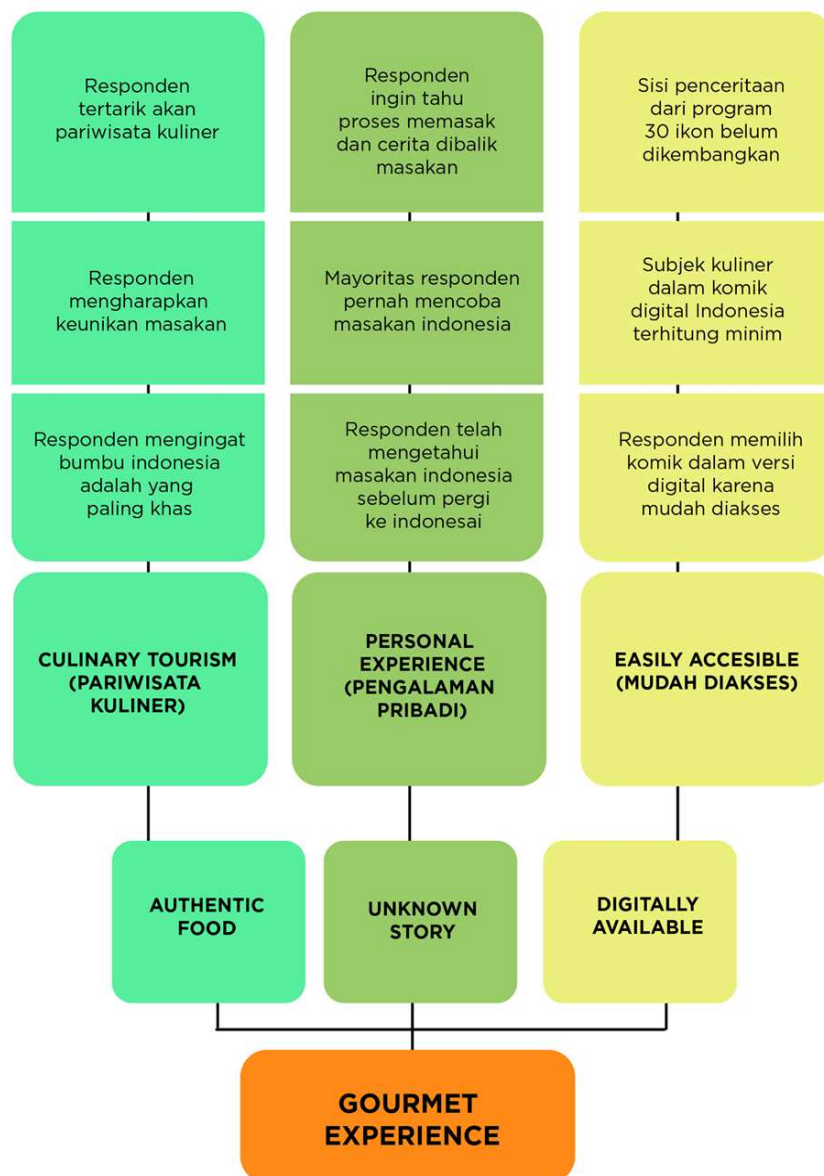 Responden
tertarik akan
pariwisata kuliner
Responden
mengharapkan
keunikan masakan
Responden mengingat
bumbu indonesia
adalah yang
paling khas
CULINARY TOURISM
(PARIWISATA
KULINER)
AUTHENTIC
FOOD
Responden
ingin tahu
proses memasak
dan cerita dibalik
masakan
Mayoritas responden
pernah mencoba
masakan indonesia
Responden telah
mengetahui
masakan indonesia
sebelum pergi
ke indonesai
PERSONAL
EXPERIENCE
(PENGALAMAN
PRIBADI)
UNKNOWN
STORY
Sisi penceritaan
dari program
30 ikon belum
dikembangkan
Subjek kuliner
dalam komik
digital Indonesia
terhitung minim
Responden memilih
komik dalam versi
digital karena
mudah diakses
EASILY ACCESIBLE
(MUDAH DIAKSES)
DIGITALLY
AVAILABLE
GOURMET
EXPERIENCE